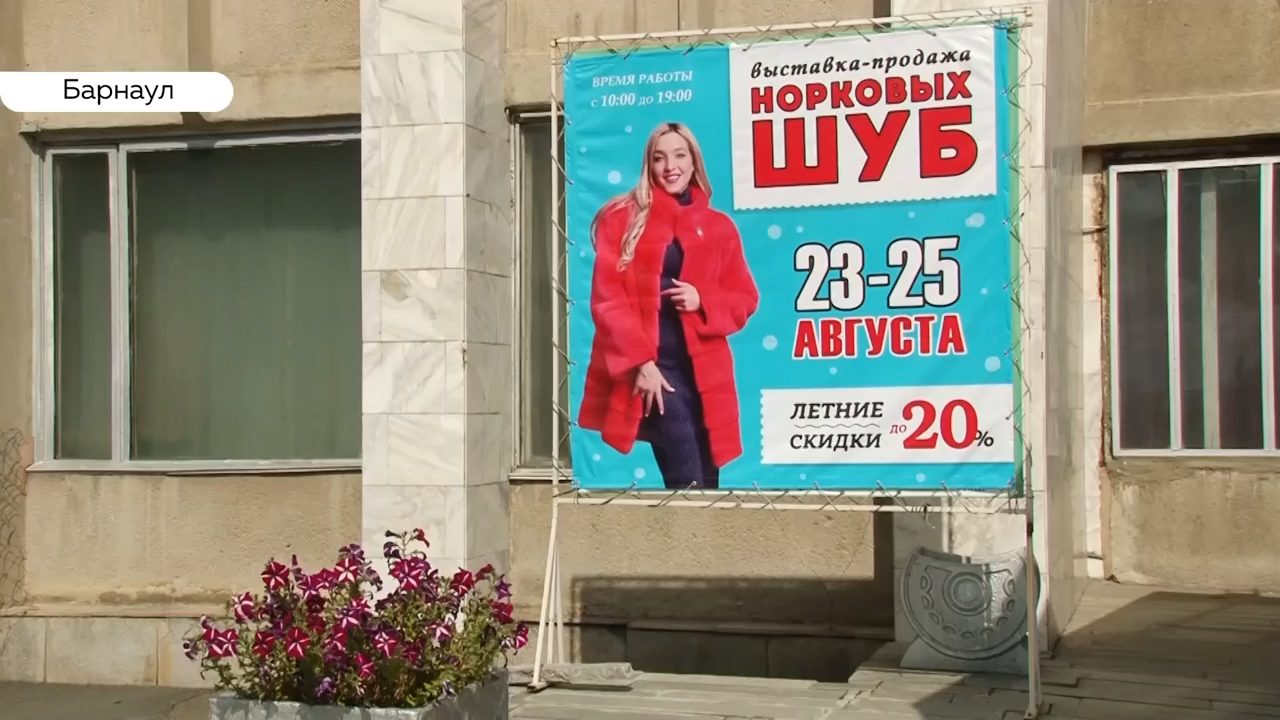 Барнаул
ВРЕМЯ РАБОТЫ
с 10:00 до 19:00
выставка-продажа
НОРКОВЫХ
ШУБ
23-25
АВГУСТА
ЛЕТНИЕ
СКИДКИ
до 20%